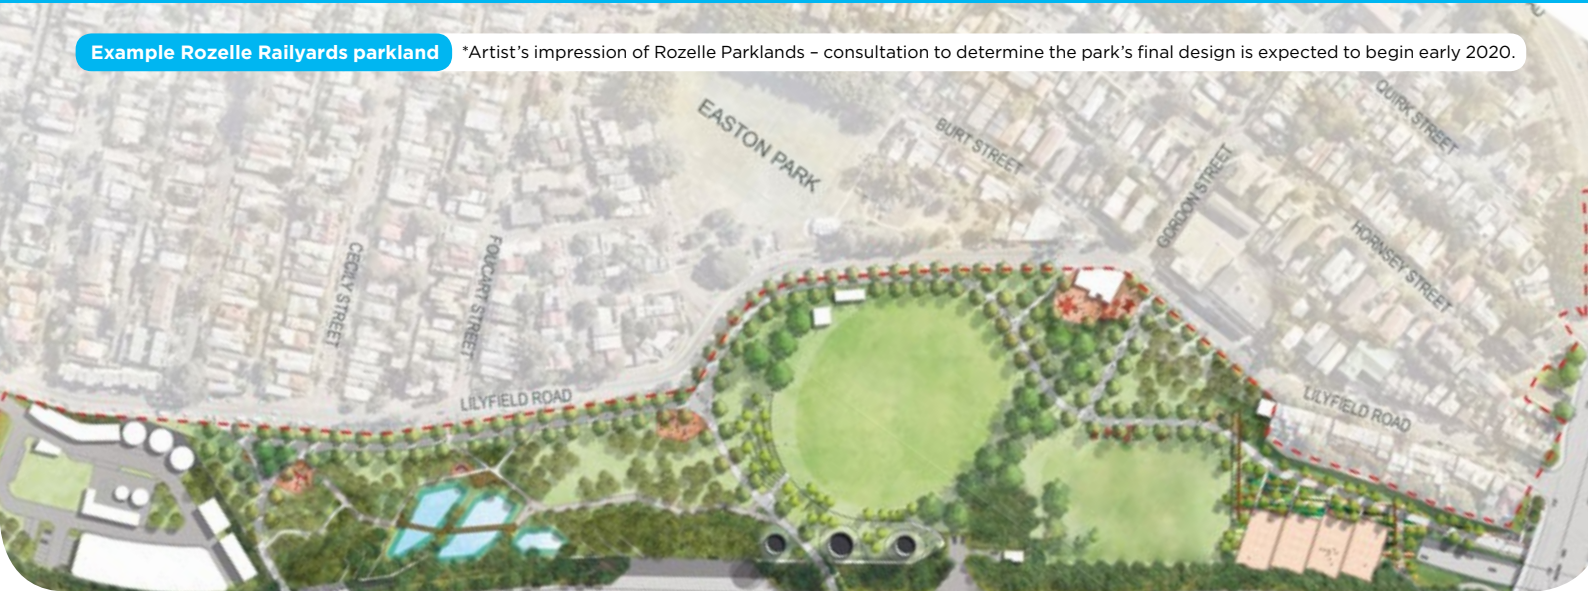 Example Rozelle Railyards parkland
*Artist's impression of Rozelle Parklands – consultation to determine the park's final design is expected to begin early 2020.
EASTON PARK
BURT STREET
QUIRK STREET
GORDON STREET
HORNSEY STREET
CECILY STREET
FOUCART STREET
LILYFIELD ROAD
LILYFIELD ROAD